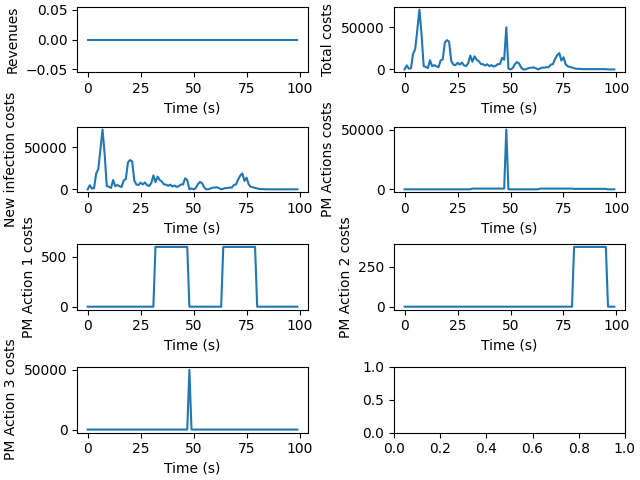 Revenues
0.05
0.00
−0.05
0 25 50 75 100
Time (s)
Total costs
50000
0
0 25 50 75 100
Time (s)
New infection costs
50000
0
0 25 50 75 100
Time (s)
PM Actions costs
50000
0
0 25 50 75 100
Time (s)
PM Action 1 costs
500
0
0 25 50 75 100
Time (s)
PM Action 2 costs
250
0
0 25 50 75 100
Time (s)
PM Action 3 costs
50000
0
0 25 50 75 100
Time (s)
1.0
0.5
0.0
0.0 0.2 0.4 0.6 0.8 1.0